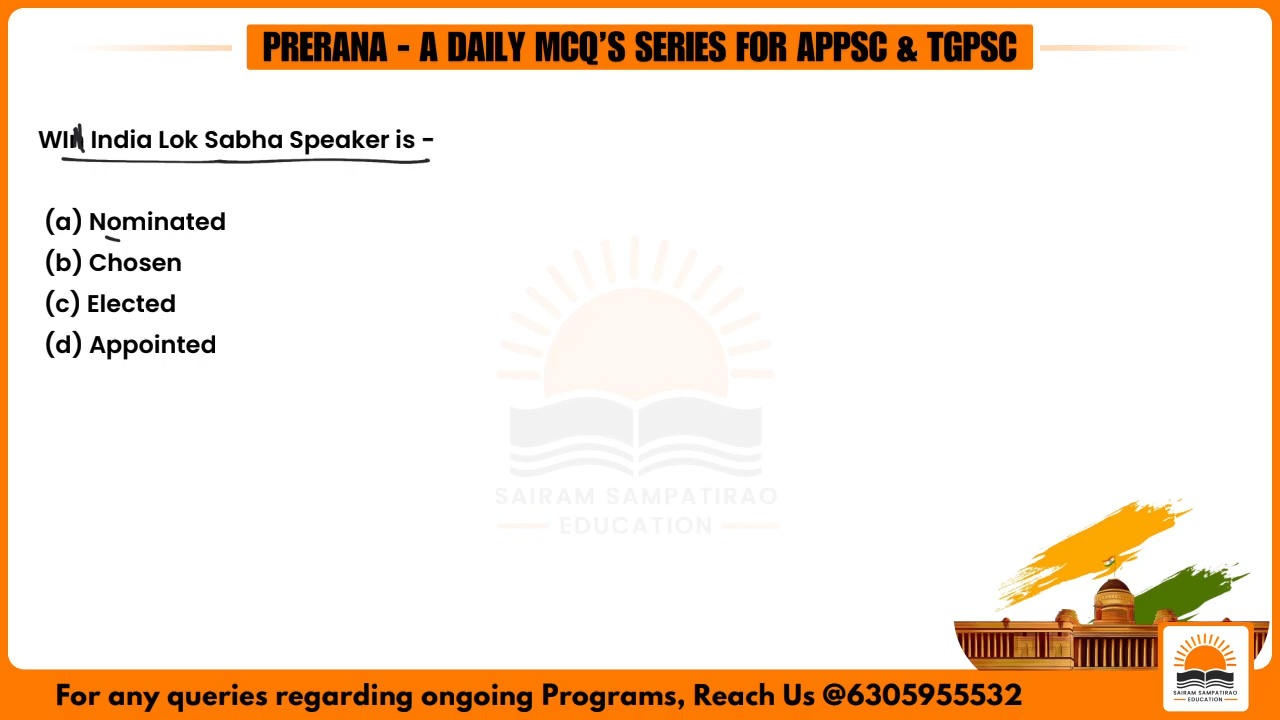 PRERANA - A DAILY MCQ'S SERIES FOR APPSC & TGPSC
WIn India Lok Sabha Speaker is -
(a) Nominated
(b) Chosen
(c) Elected
(d) Appointed
SAIRAM SAMPATIRAO
EDUCATION
For any queries regarding ongoing Programs, Reach Us @6305955532
SAIRAM SAMPATIRAO
EDUCATION